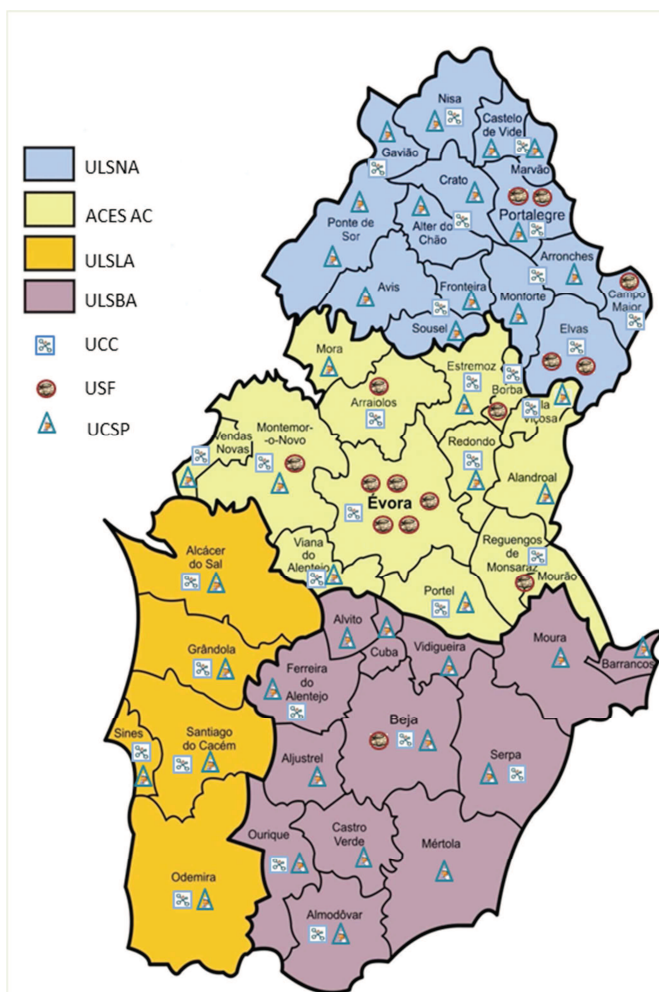 ULSNA
ACES AC
ULSLA
ULSBA
UCC
USF
UCSP
Nisa
Castelo
de Vide
Gavião
Marvão
Crato
Portalegre
Ponte de
Sor
Alter do
Chão
Arronches
Avis
Fronteira
Monforte
Campo
Maior
Sousel
Elvas
Mora
Estremoz
Borba
Arraiolos
Viçosa
Vendas
Novas
Montemor-
-o-Novo
Redondo
Alandroal
Évora
Viana do
Alentejo
Reguengos
de
Monsaraz
Mourão
Portel
Alcácer
do Sal
Alvito
Cuba
Vidigueira
Moura
Barrancos
Grândola
Ferreira
do
Alentejo
Beja
Sines
Santiago
do Cacém
Aljustrel
Serpa
Ourique
Castro
Verde
Mértola
Odemira
Almodôvar